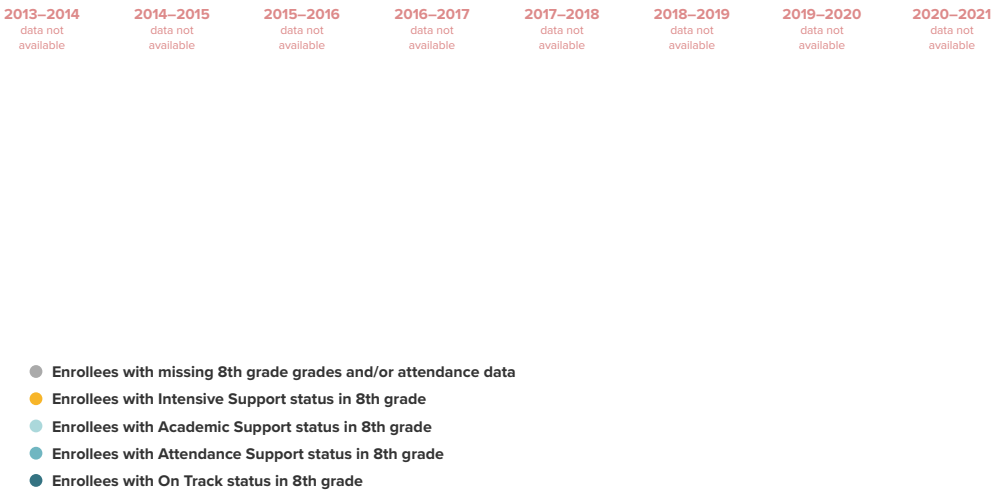 2013–2014 2014–2015 2015–2016 2016–2017 2017–2018 2018–2019 2019–2020 2020–2021
data not data not data not data not data not data not data not data not
available available available available available available available available
Enrollees with missing 8th grade grades and/or attendance data
Enrollees with Intensive Support status in 8th grade
Enrollees with Academic Support status in 8th grade
Enrollees with Attendance Support status in 8th grade
Enrollees with On Track status in 8th grade